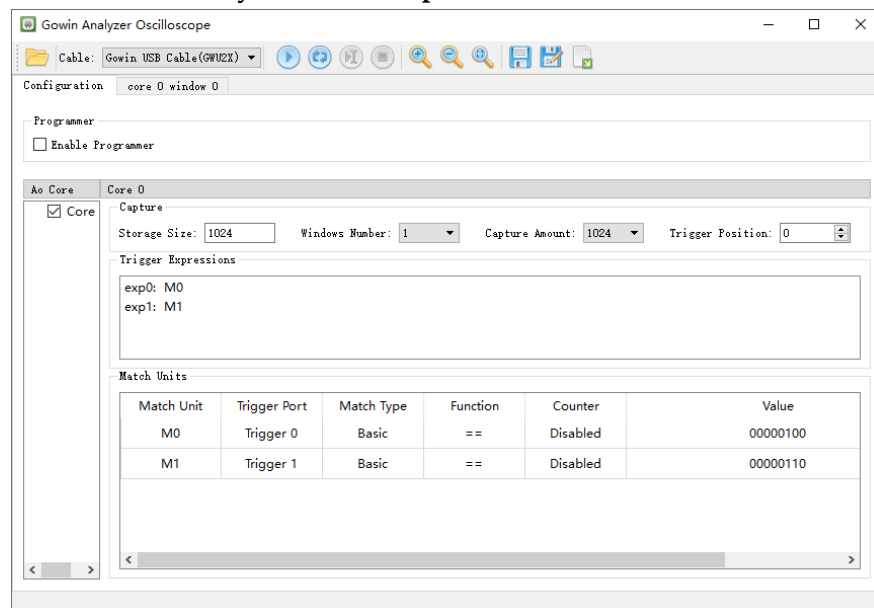 Gowin Analyzer Oscilloscope
Cable: Gowin USB Cable(GWU2X)
Configuration core 0 window 0
Programmer
Enable Programmer
Ao Core Core 0
Core
Capture
Storage Size: 1024 Windows Number: 1 Capture Amount: 1024 Trigger Position: 0
Trigger Expressions
exp0: M0
exp1: M1
Match Units
Match Unit Trigger Port Match Type Function Counter Value
M0 Trigger 0 Basic == Disabled 00000100
M1 Trigger 1 Basic == Disabled 00000110